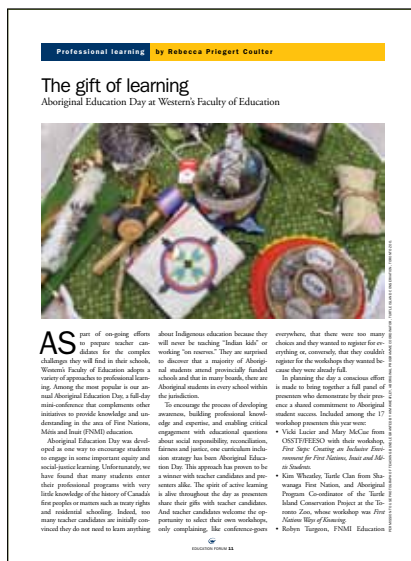 Professional learning by Rebecca Priegert Coulter
The gift of learning
Aboriginal Education Day at Western's Faculty of Education
AS part of on-going efforts
to prepare teacher can-
didates for the complex
challenges they will find in their schools,
Western's Faculty of Education adopts a
variety of approaches to professional learn-
ing. Among the most popular is our an-
nual Aboriginal Education Day, a full-day
mini-conference that complements other
initiatives to provide knowledge and un-
derstanding in the area of First Nations,
Métis and Inuit (FNMI) education.
Aboriginal Education Day was devel-
oped as one way to encourage students
to engage in some important equity and
social-justice learning. Unfortunately, we
have found that many students enter
their professional programs with very
little knowledge of the history of Canada's
first peoples or matters such as treaty rights
and residential schooling. Indeed, too
many teacher candidates are initially con-
vinced they do not need to learn anything
about Indigenous education because they
will never be teaching "Indian kids" or
working "on reserves." They are surprised
to discover that a majority of Aborigi-
nal students attend provincially funded
schools and that in many boards, there are
Aboriginal students in every school within
the jurisdiction.
To encourage the process of developing
awareness, building professional knowl-
edge and expertise, and enabling critical
engagement with educational questions
about social responsibility, reconciliation,
fairness and justice, one curriculum inclu-
sion strategy has been Aboriginal Educa-
tion Day. This approach has proven to be
a winner with teacher candidates and pre-
senters alike. The spirit of active learning
is alive throughout the day as presenters
share their gifts with teacher candidates.
And teacher candidates welcome the op-
portunity to select their own workshops,
only complaining, like conference-goers
everywhere, that there were too many
choices and they wanted to register for ev-
erything or, conversely, that they couldn't
register for the workshops they wanted be-
cause they were already full.
In planning the day a conscious effort
is made to bring together a full panel of
presenters who demonstrate by their pres-
ence a shared commitment to Aboriginal
student success. Included among the 17
workshop presenters this year were:
• Vicki Lucier and Mary McCue from
OSSTF/FEESO with their workshop,
First Steps: Creating an Inclusive Envi-
ronment for First Nations, Inuit and Mé-
tis Students.
• Kim Wheatley, Turtle Clan from Sha-
wanaga First Nation, and Aboriginal
Program Co-ordinator of the Turtle
Island Conservation Project at the To-
ronto Zoo, whose workshop was First
Nations Ways of Knowing.
• Robyn Turgeon, FNMI Education
EDUCATION FORUM 11